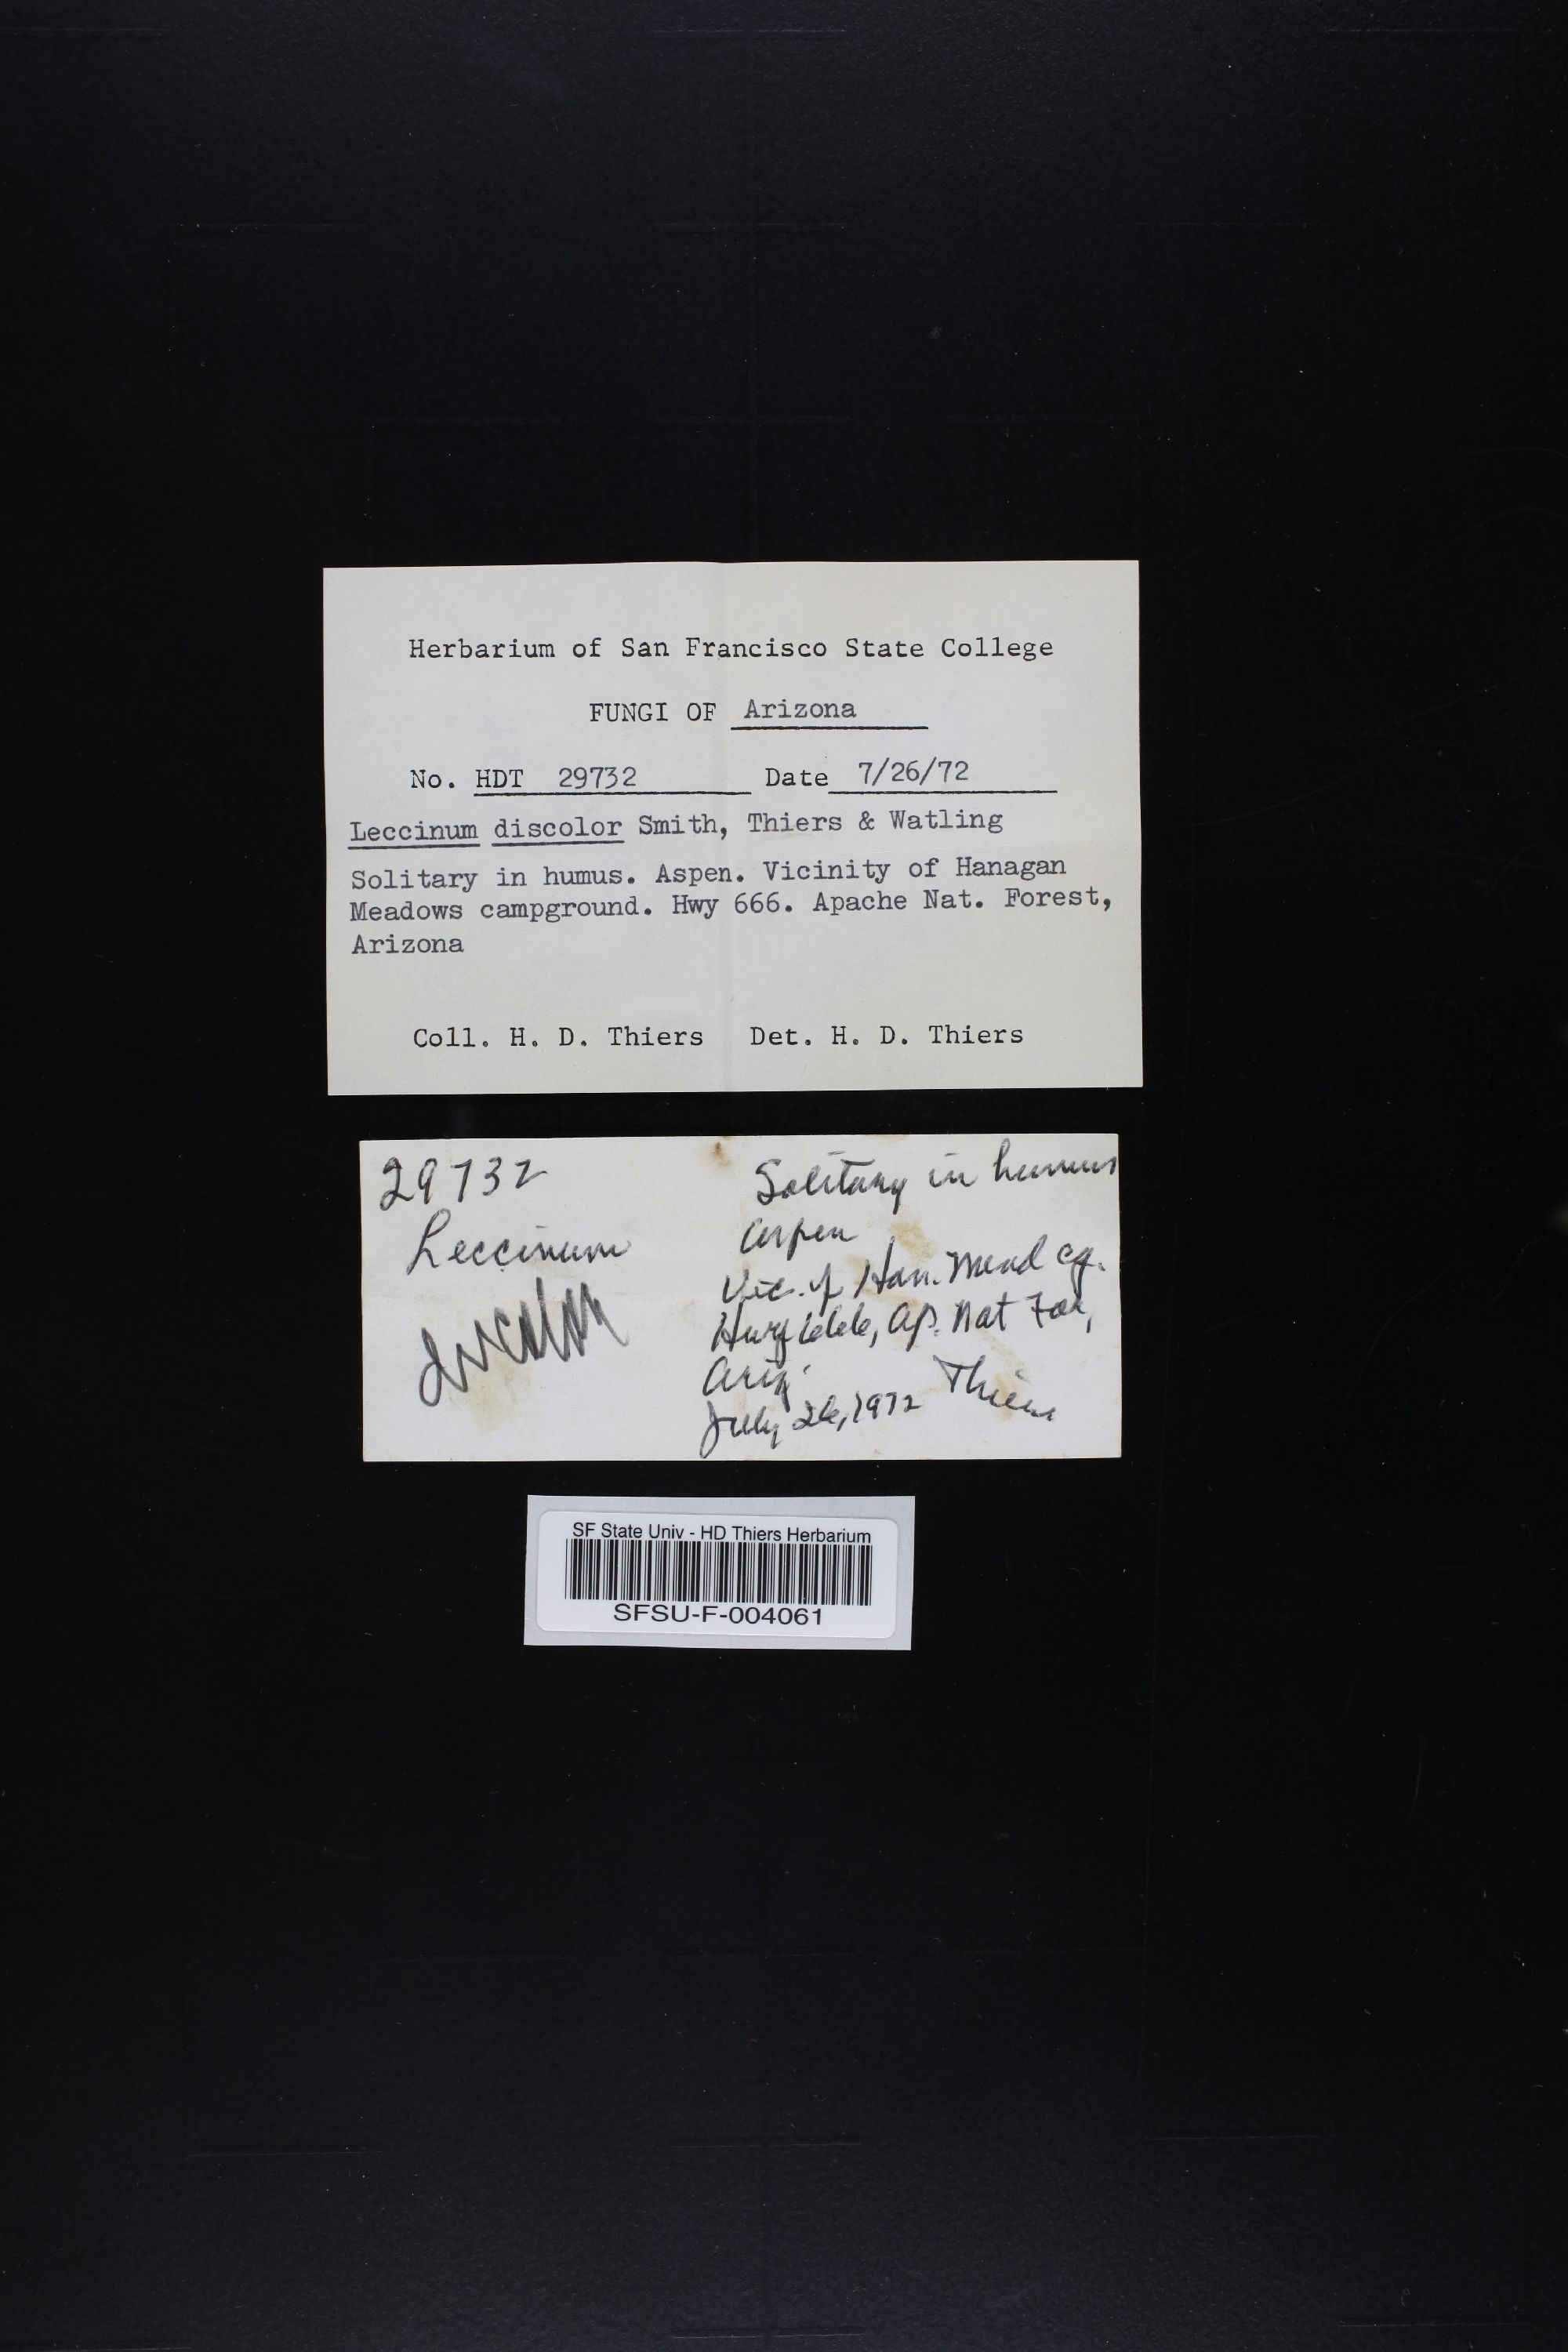 Herbarium of San Francisco State College
FUNGI OF Arizona
No. HDT 29732 Date 7/26/72
Leccinum discolor Smith, Thiers & Watling
Solitary in humus. Aspen. Vicinity of Hanagan
Meadows campground. Hwy 666. Apache Nat. Forest,
Arizona
Coll. H. D. Thiers Det. H. D. Thiers
29732
Leccinum
discolor
Solitary in humus
Aspen
Vic. of Han. Mead cg.
Hwy 666, Ap. Nat For,
Ariz.
July 26, 1972 Thiers
SF State Univ - HD Thiers Herbarium
SFSU-F-004061